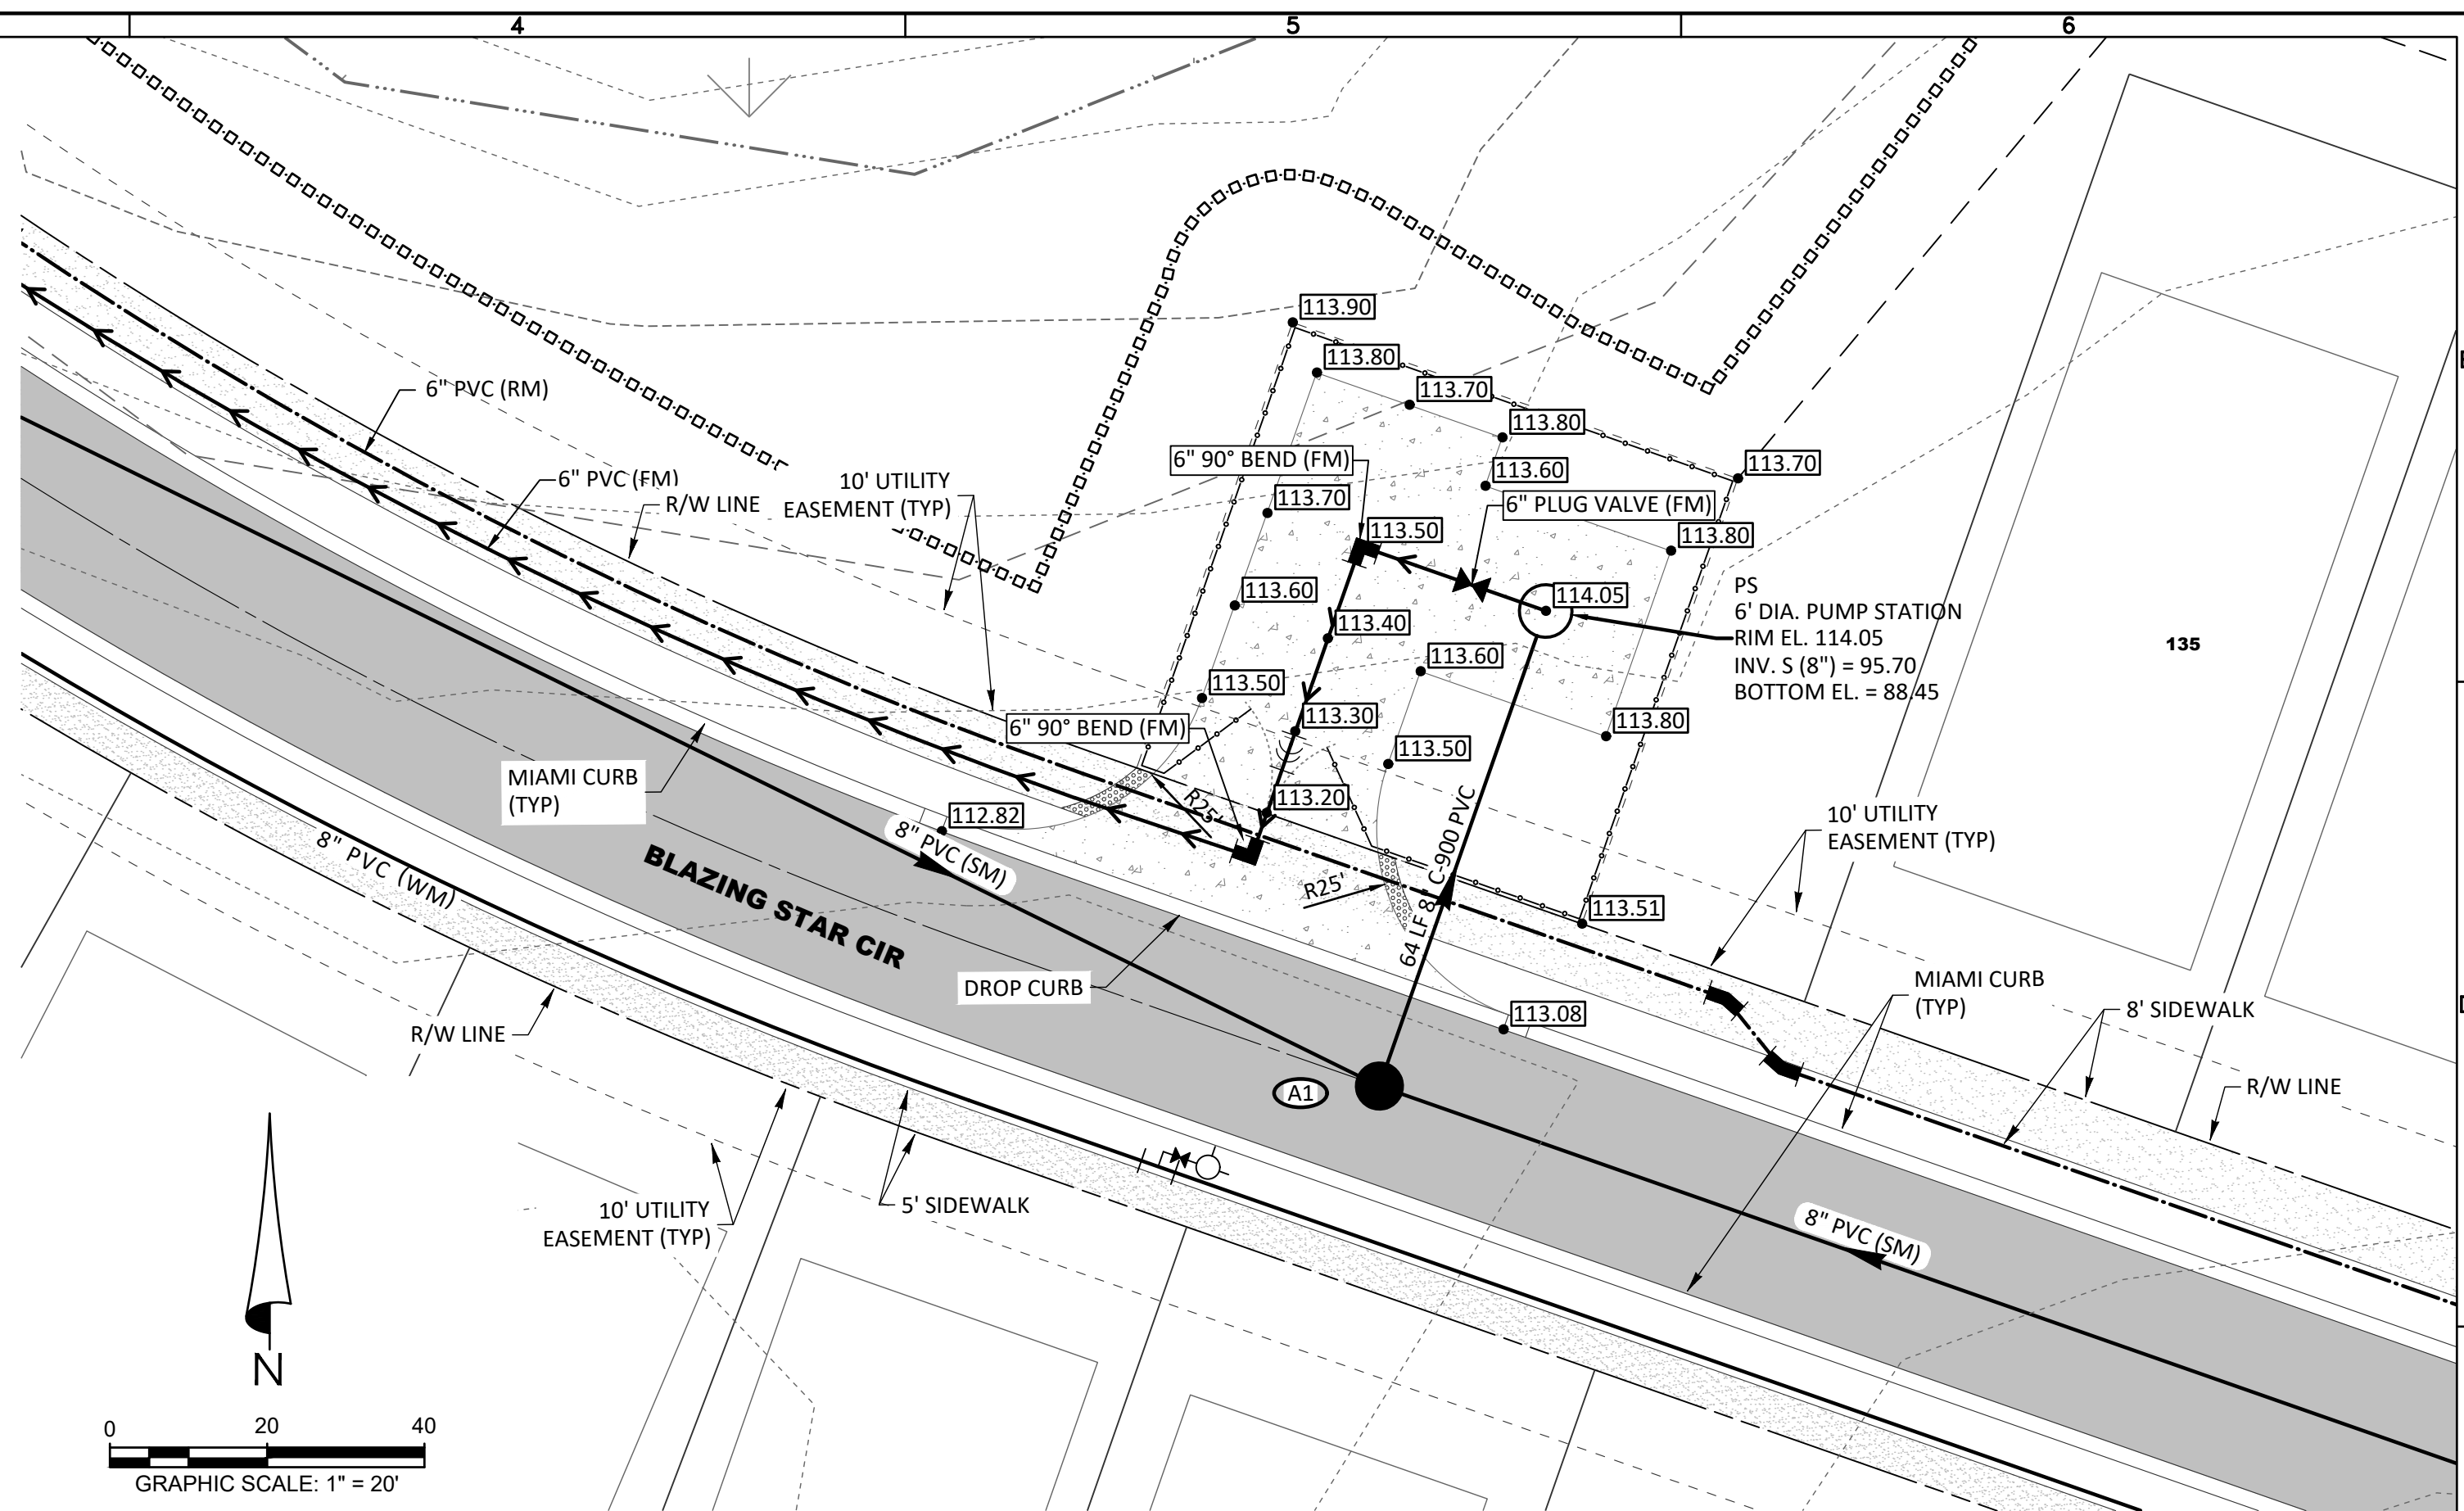 4
5
6
113.90
113.80
113.70
113.80
113.70
6" PVC (RM)
6" 90° BEND (FM)
113.60
6" PVC (FM)
R/W LINE
10' UTILITY
EASEMENT (TYP)
113.70
6" PLUG VALVE (FM)
113.50
113.80
113.60
114.05
PS
6' DIA. PUMP STATION
RIM EL. 114.05
INV. S (8") = 95.70
BOTTOM EL. = 88.45
135
113.40
113.60
113.50
113.30
113.80
6" 90° BEND (FM)
113.50
MIAMI CURB
(TYP)
R25'
113.20
112.82
8" PVC (SM)
8" PVC (WM)
BLAZING STAR CIR
R25'
64 LF 8" C-900 PVC
113.51
10' UTILITY
EASEMENT (TYP)
DROP CURB
113.08
MIAMI CURB
(TYP)
8' SIDEWALK
R/W LINE
R/W LINE
A1
10' UTILITY
EASEMENT (TYP)
5' SIDEWALK
8" PVC (SM)
N
0 20 40
GRAPHIC SCALE: 1" = 20'